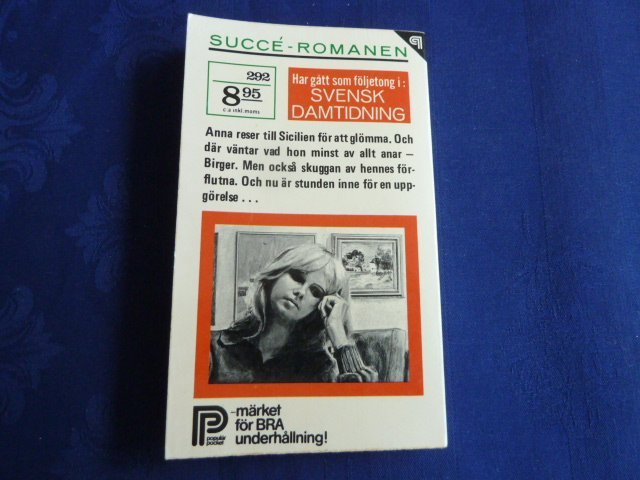 SUCCÉ-ROMANEN
292
8 95
c:a inkl. moms
Har gått som följetong i:
SVENSK
DAMTIDNING
Anna reser till Sicilien för att glömma. Och
där väntar vad hon minst av allt anar –
Birger. Men också skuggan av hennes för-
flutna. Och nu är stunden inne för en upp-
görelse . . .
populär
pocket
-märket
för BRA
underhållning!